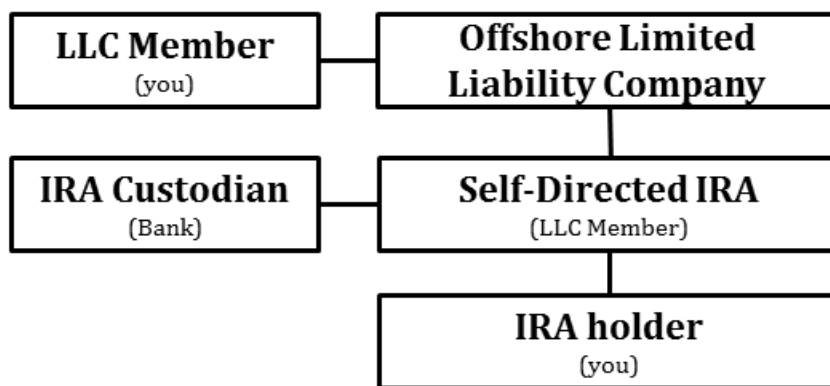 LLC Member
(you)
Offshore Limited
Liability Company
IRA Custodian
(Bank)
Self-Directed IRA
(LLC Member)
IRA holder
(you)